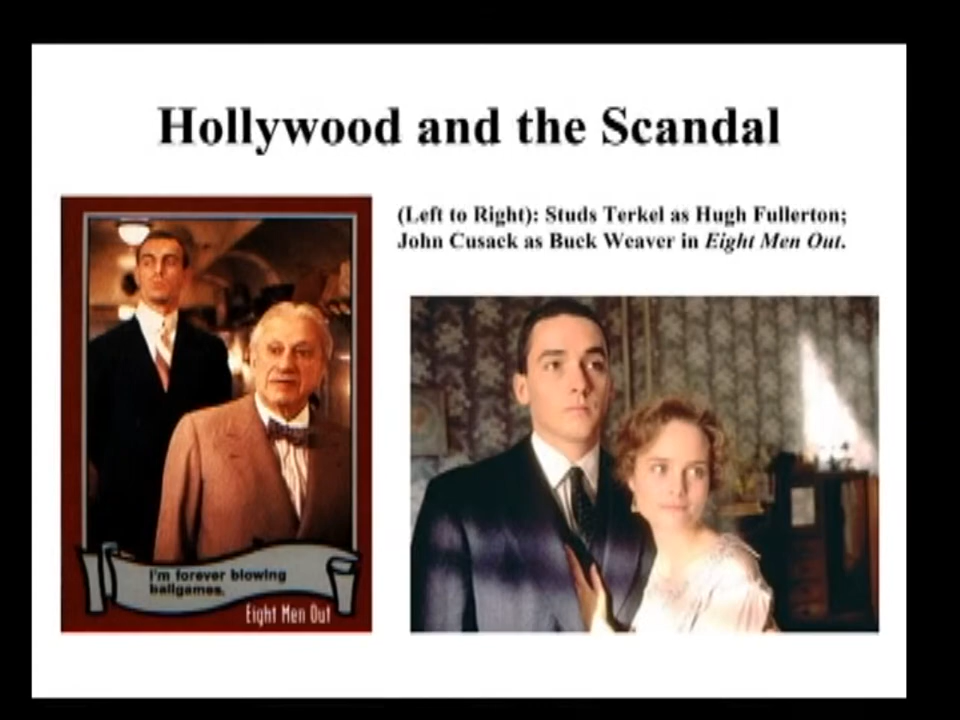 Hollywood and the Scandal
(Left to Right): Studs Terkel as Hugh Fullerton;
John Cusack as Buck Weaver in Eight Men Out.
I'm forever blowing
ballgames.
Eight Men Out